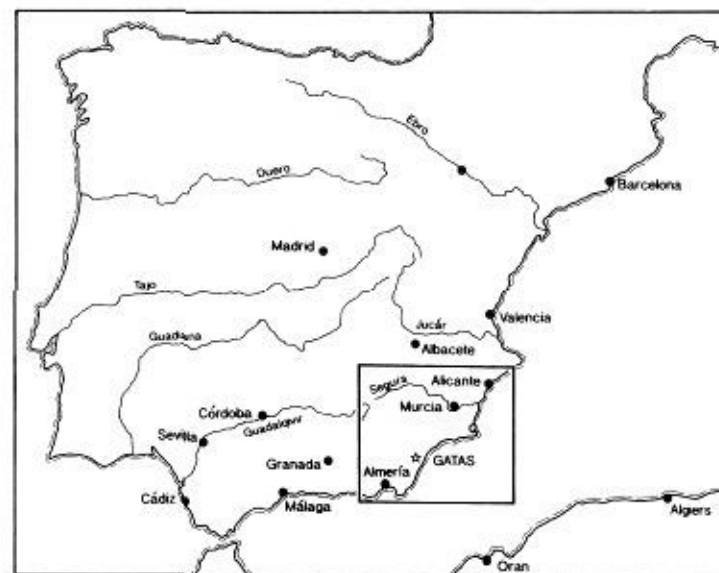 Ebro
Duero
Barcelona
Madrid
Tajo
Valencia
Guadiana
Jucár
Albacete
Segura
Alicante
Murcia
Córdoba
Guadalquivir
Sevilla
GATAS
Granada
Almería
Cádiz
Málaga
Algiers
Oran